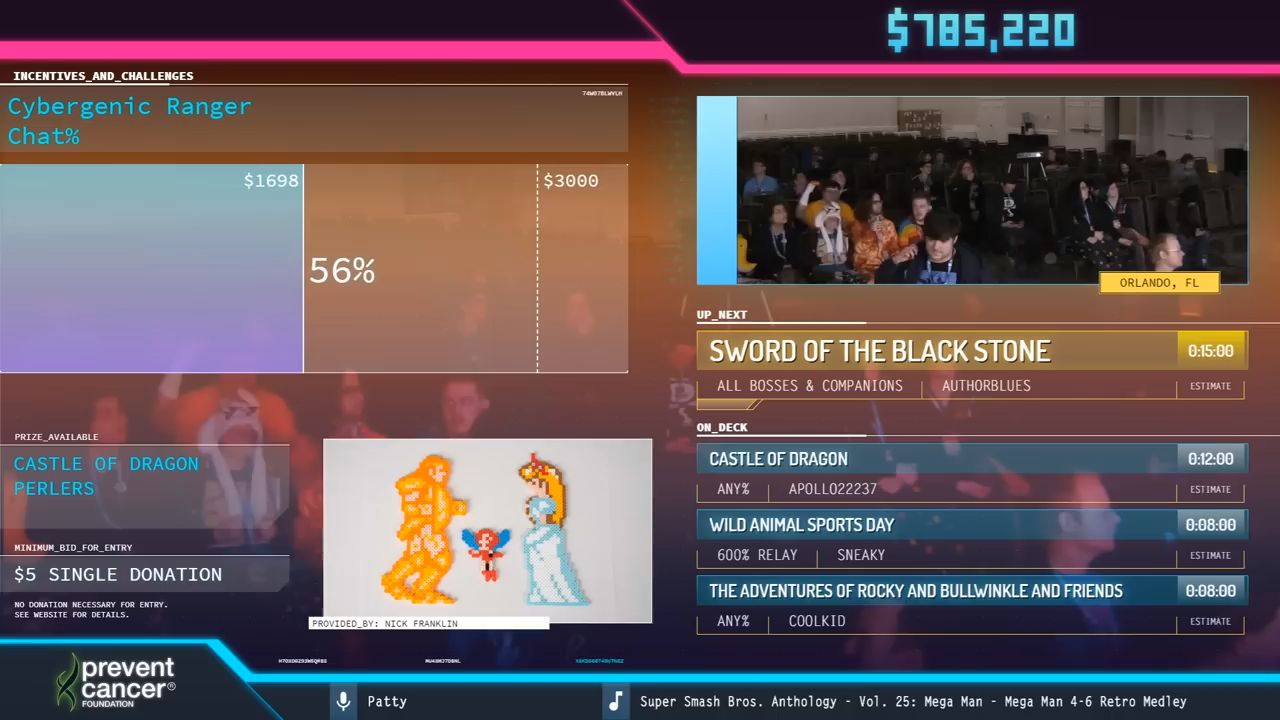 $785,220
INCENTIVES_AND_CHALLENGES
Cybergenic Ranger
Chat%
$1698
$3000
56%
ORLANDO, FL
UP_NEXT
SWORD OF THE BLACK STONE
0:15:00
ALL BOSSES & COMPANIONS
AUTHORBLUES
ESTIMATE
ON_DECK
CASTLE OF DRAGON
0:12:00
ANY%
APOLLO22237
ESTIMATE
WILD ANIMAL SPORTS DAY
0:08:00
600% RELAY
SNEAKY
ESTIMATE
THE ADVENTURES OF ROCKY AND BULLWINKLE AND FRIENDS
0:08:00
ANY%
COOLKID
ESTIMATE
PRIZE_AVAILABLE
CASTLE OF DRAGON
PERLERS
MINIMUM_BID_FOR_ENTRY
$5 SINGLE DONATION
NO DONATION NECESSARY FOR ENTRY.
SEE WEBSITE FOR DETAILS.
PROVIDED_BY: NICK FRANKLIN
prevent
cancer®
FOUNDATION
Patty
Super Smash Bros. Anthology - Vol. 25: Mega Man - Mega Man 4-6 Retro Medley